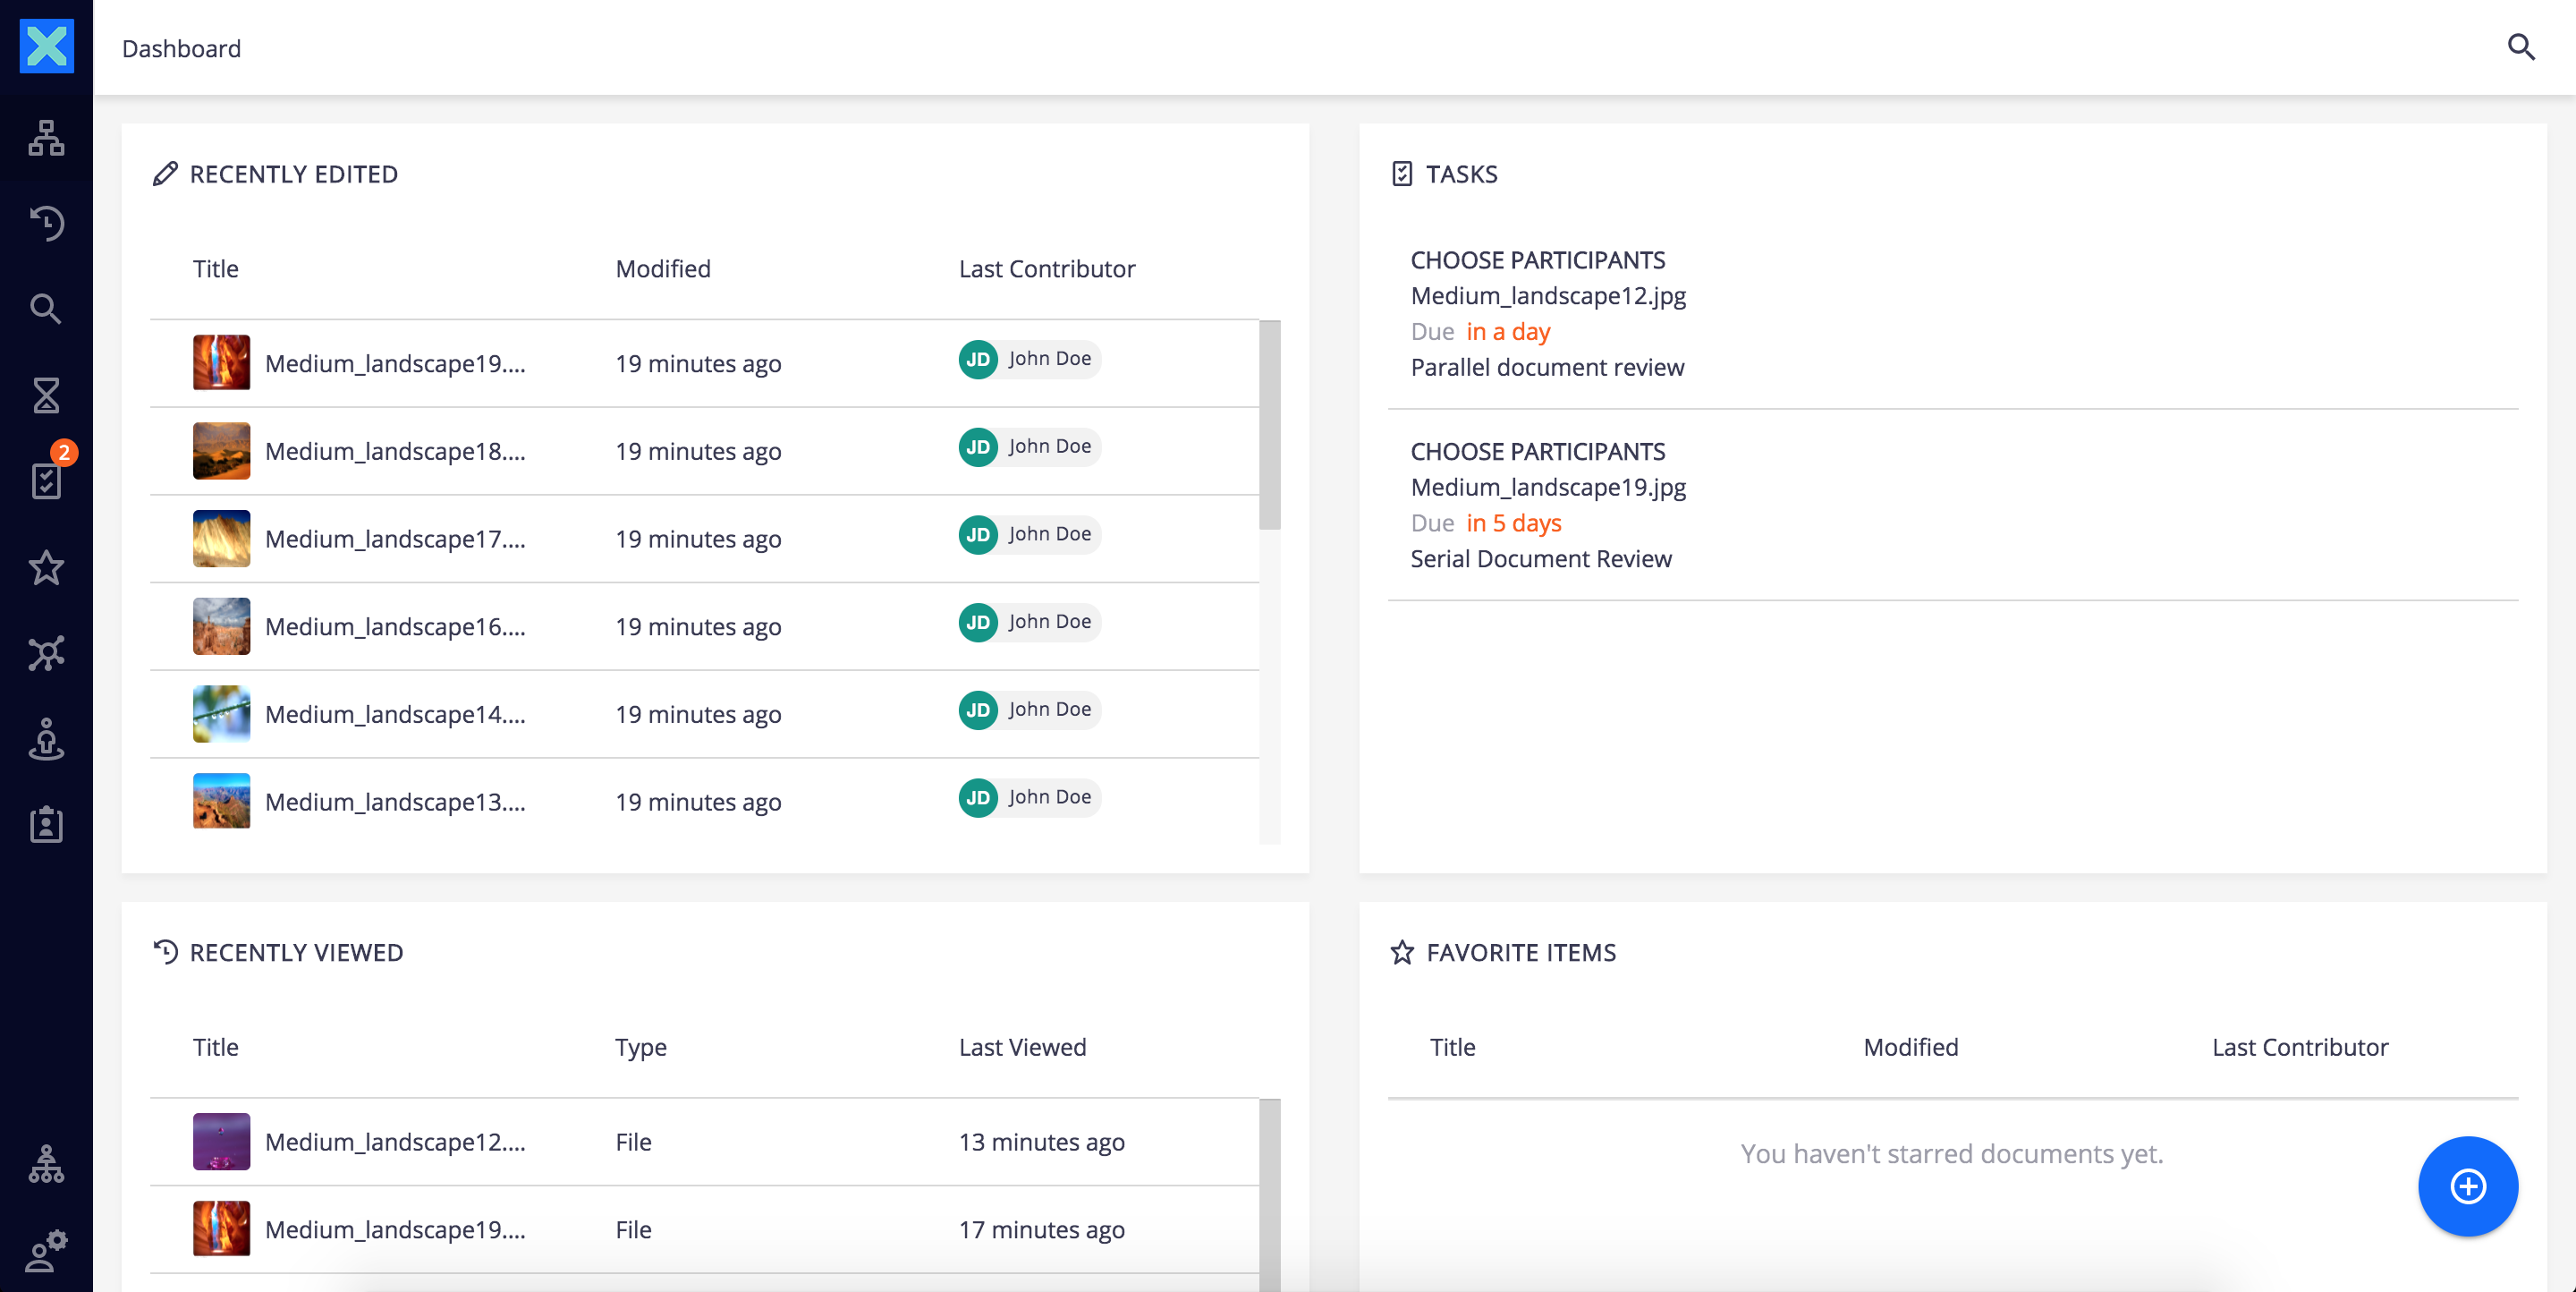 Dashboard
2
RECENTLY EDITED
Title Modified Last Contributor
Medium_landscape19.... 19 minutes ago JD John Doe
Medium_landscape18.... 19 minutes ago JD John Doe
Medium_landscape17.... 19 minutes ago JD John Doe
Medium_landscape16.... 19 minutes ago JD John Doe
Medium_landscape14.... 19 minutes ago JD John Doe
Medium_landscape13.... 19 minutes ago JD John Doe
TASKS
CHOOSE PARTICIPANTS
Medium_landscape12.jpg
Due in a day
Parallel document review
CHOOSE PARTICIPANTS
Medium_landscape19.jpg
Due in 5 days
Serial Document Review
RECENTLY VIEWED
Title Type Last Viewed
Medium_landscape12.... File 13 minutes ago
Medium_landscape19.... File 17 minutes ago
FAVORITE ITEMS
Title Modified Last Contributor
You haven't starred documents yet.